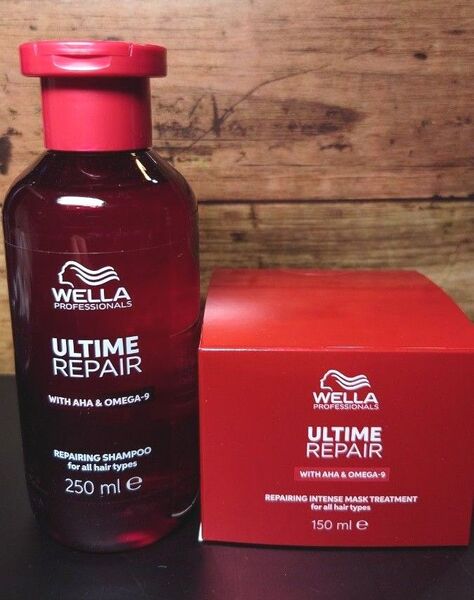 WELLA
PROFESSIONALS
ULTIME
REPAIR
WITH AHA & OMEGA-9
REPAIRING SHAMPOO
for all hair types
250 ml ℮
WELLA
PROFESSIONALS
ULTIME
REPAIR
WITH AHA & OMEGA-9
REPAIRING INTENSE MASK TREATMENT
for all hair types
150 ml ℮